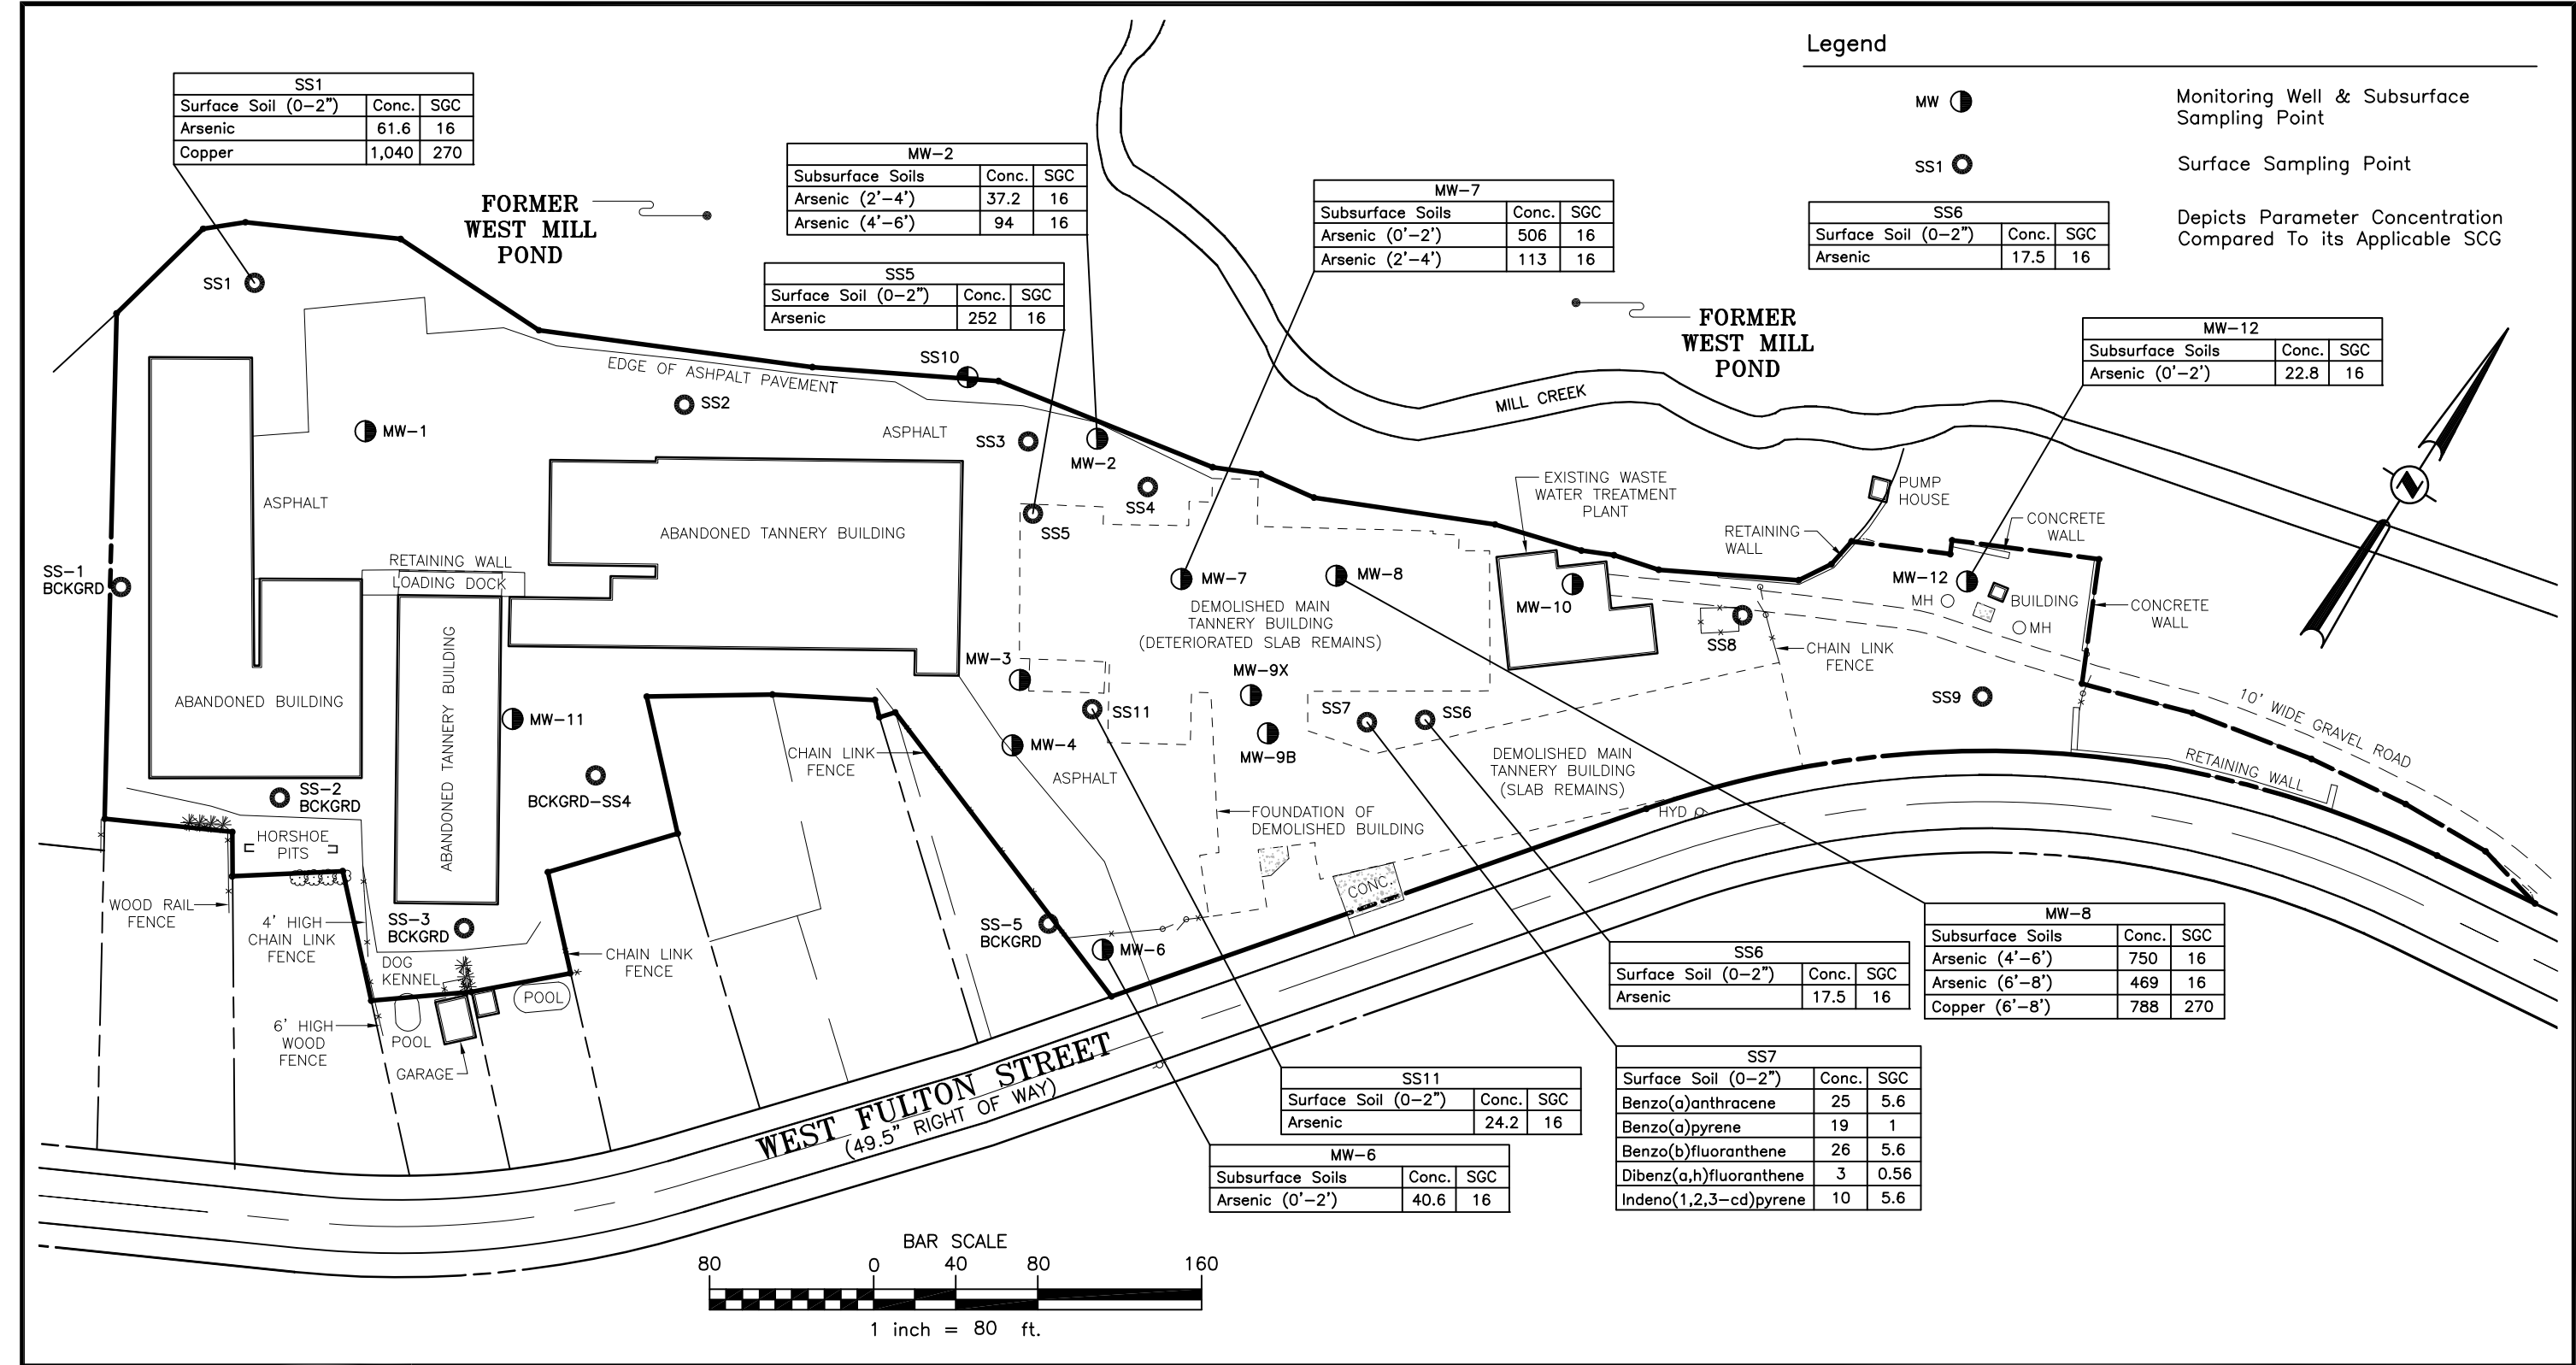 Legend
MW
Monitoring Well & Subsurface
Sampling Point
SS1
Surface Sampling Point
SS6
Surface Soil (0-2") Conc. SGC
Arsenic 17.5 16
Depicts Parameter Concentration
Compared To its Applicable SCG
SS1
Surface Soil (0-2") Conc. SGC
Arsenic 61.6 16
Copper 1,040 270
FORMER
WEST MILL
POND
MW-2
Subsurface Soils Conc. SGC
Arsenic (2'-4') 37.2 16
Arsenic (4'-6') 94 16
SS5
Surface Soil (0-2") Conc. SGC
Arsenic 252 16
MW-7
Subsurface Soils Conc. SGC
Arsenic (0'-2') 506 16
Arsenic (2'-4') 113 16
FORMER
WEST MILL
POND
MW-12
Subsurface Soils Conc. SGC
Arsenic (0'-2') 22.8 16
SS1
SS10
EDGE OF ASHPALT PAVEMENT
SS2
MILL CREEK
MW-1
ASPHALT
SS3
MW-2
SS4
SS5
ASPHALT
ABANDONED TANNERY BUILDING
EXISTING WASTE
WATER TREATMENT
PLANT
PUMP
HOUSE
RETAINING
WALL
CONCRETE
WALL
N
RETAINING WALL
LOADING DOCK
SS-1
BCKGRD
MW-7
MW-8
MW-10
MW-12
MH
BUILDING
MH
CONCRETE
WALL
DEMOLISHED MAIN
TANNERY BUILDING
(DETERIORATED SLAB REMAINS)
SS8
CHAIN LINK
FENCE
MW-3
MW-9X
SS9
10' WIDE GRAVEL ROAD
ABANDONED BUILDING
ABANDONED TANNERY BUILDING
MW-11
SS11
SS7
SS6
MW-4
MW-9B
CHAIN LINK
FENCE
ASPHALT
DEMOLISHED MAIN
TANNERY BUILDING
(SLAB REMAINS)
RETAINING WALL
SS-2
BCKGRD
BCKGRD-SS4
FOUNDATION OF
DEMOLISHED BUILDING
HYD
HORSHOE
PITS
CONC.
WOOD RAIL
FENCE
4' HIGH
CHAIN LINK
FENCE
SS-3
BCKGRD
SS-5
BCKGRD
MW-6
CHAIN LINK
FENCE
DOG
KENNEL
POOL
6' HIGH
WOOD
FENCE
POOL
GARAGE
WEST FULTON STREET
(49.5" RIGHT OF WAY)
MW-8
Subsurface Soils Conc. SGC
Arsenic (4'-6') 750 16
Arsenic (6'-8') 469 16
Copper (6'-8') 788 270
SS6
Surface Soil (0-2") Conc. SGC
Arsenic 17.5 16
SS7
Surface Soil (0-2") Conc. SGC
Benzo(a)anthracene 25 5.6
Benzo(a)pyrene 19 1
Benzo(b)fluoranthene 26 5.6
Dibenz(a,h)fluoranthene 3 0.56
Indeno(1,2,3-cd)pyrene 10 5.6
SS11
Surface Soil (0-2") Conc. SGC
Arsenic 24.2 16
MW-6
Subsurface Soils Conc. SGC
Arsenic (0'-2') 40.6 16
BAR SCALE
80 0 40 80 160
1 inch = 80 ft.